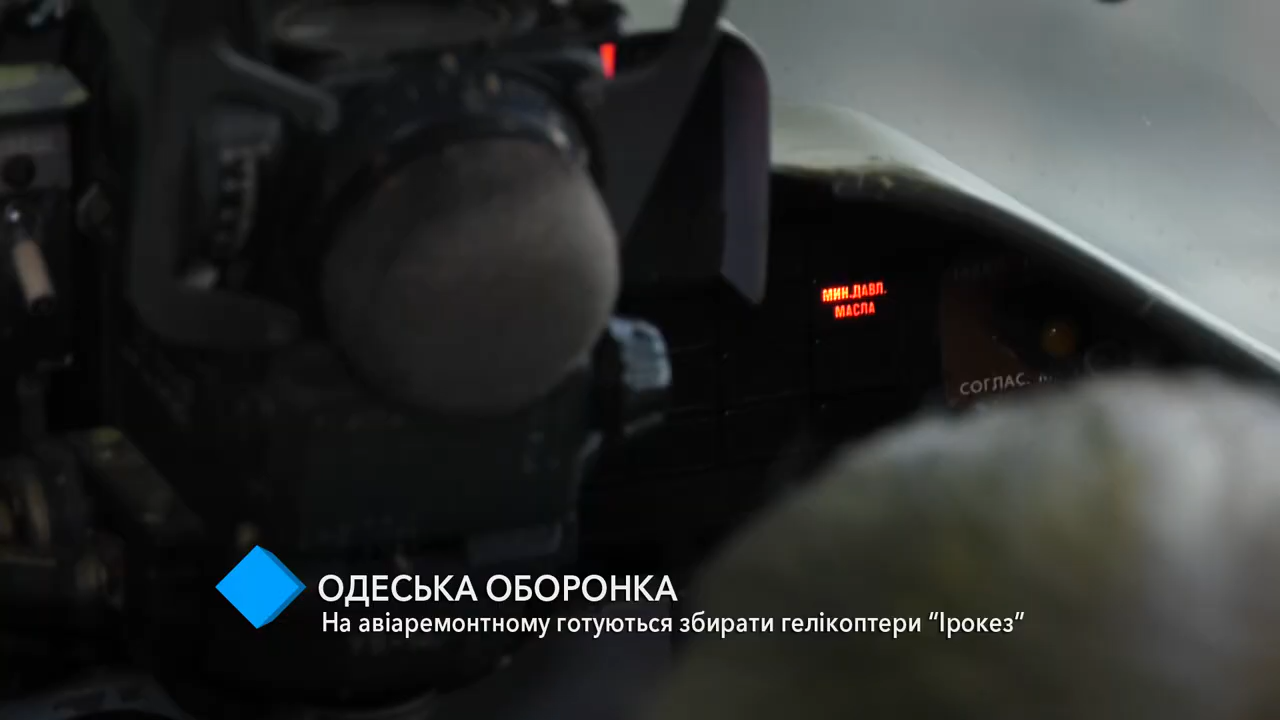 МИН.ДАВЛ.
МАСЛА
СОГЛАС.
ОДЕСЬКА ОБОРОНКА
На авіаремонтному готуються збирати гелікоптери “Ірокез”